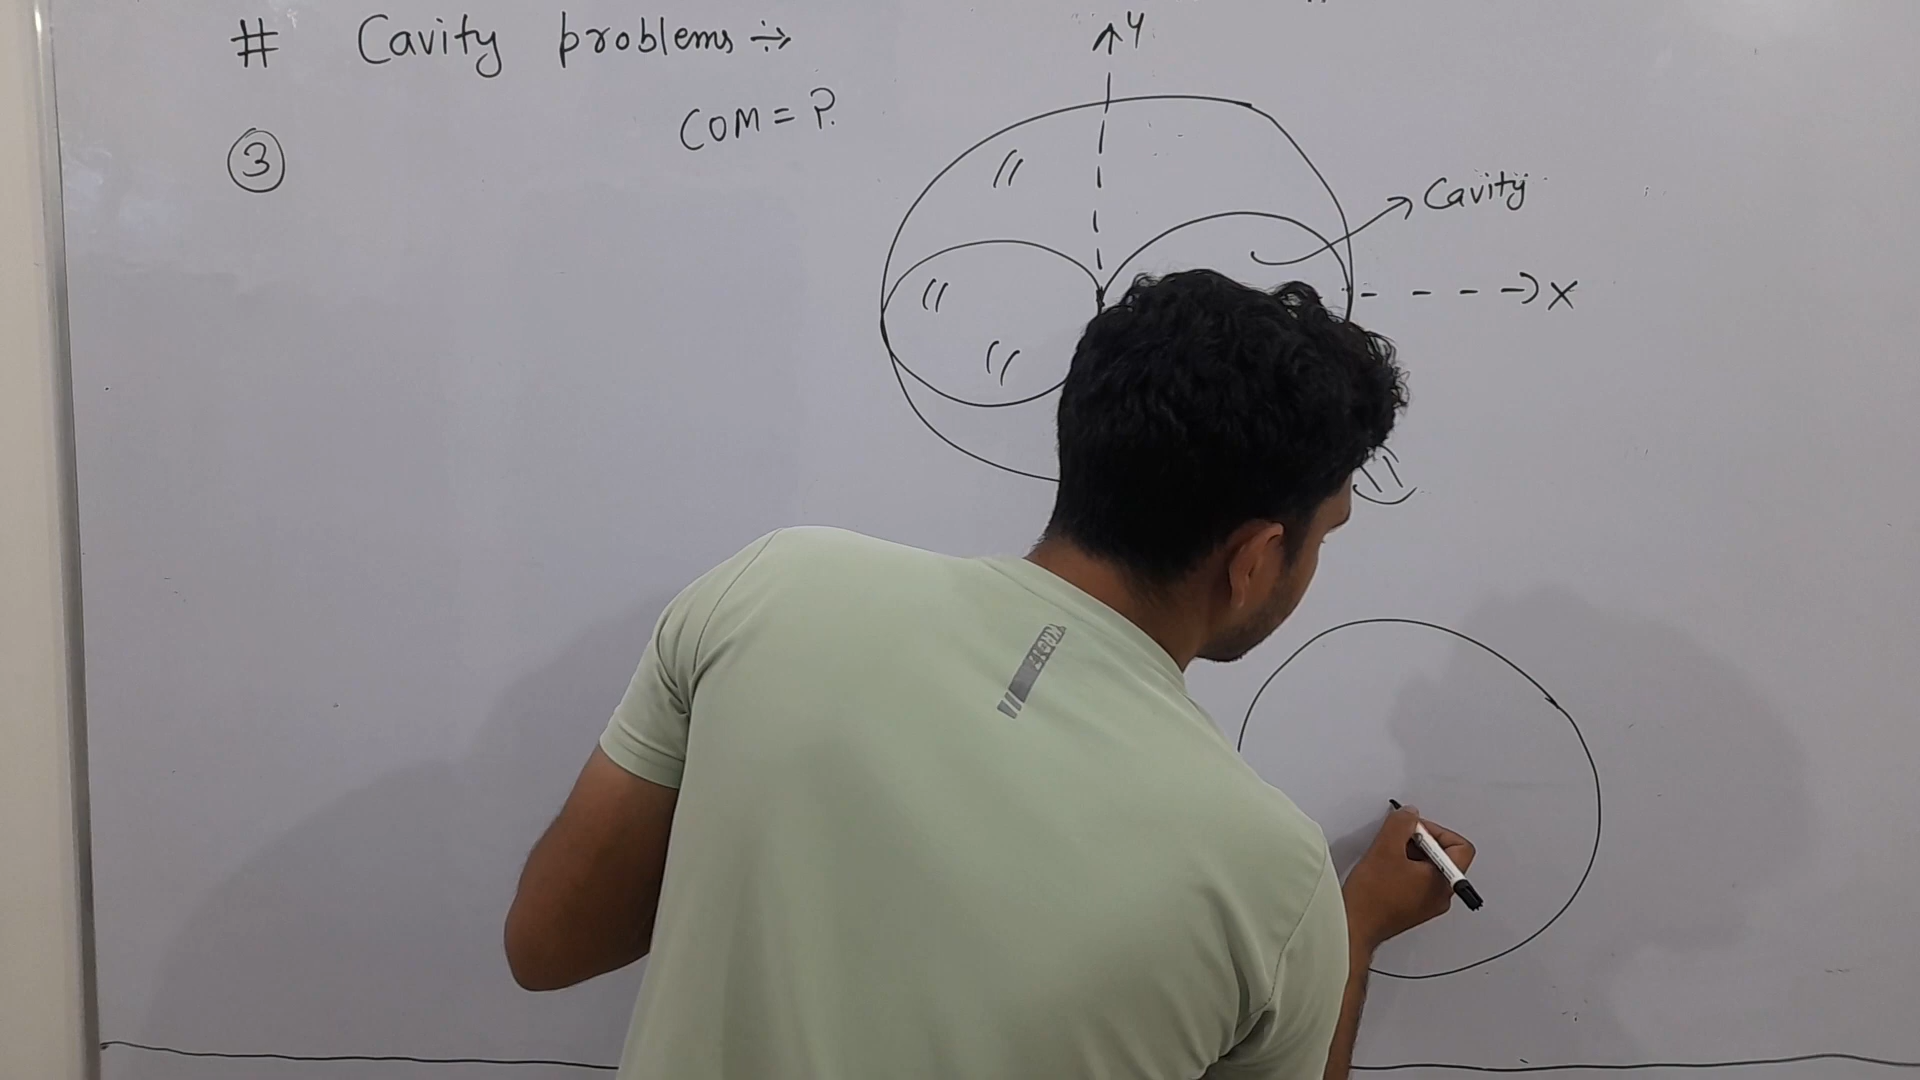 # Cavity problems ÷>
Y
COM = ?
③
Cavity
X